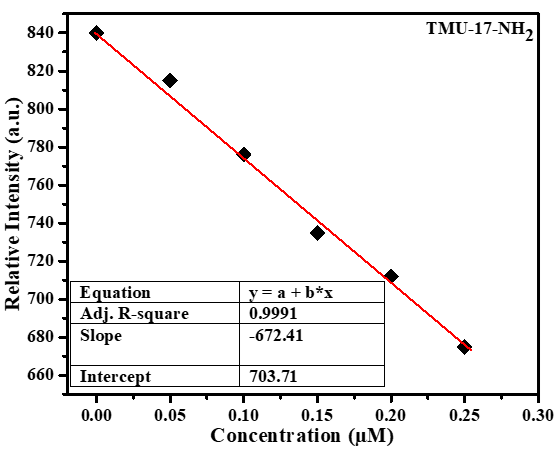 TMU-17-NH2
840
820
800
780
760
740
720
700
680
660
Relative Intensity (a.u.)
Equation y = a + b*x
Adj. R-square 0.9991
Slope -672.41
Intercept 703.71
0.00 0.05 0.10 0.15 0.20 0.25 0.30
Concentration (μM)